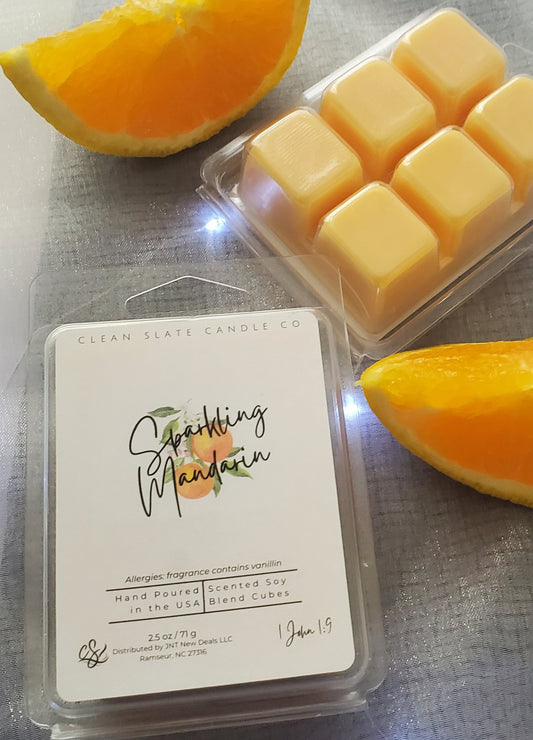 CLEAN SLATE CANDLE CO
Sparkling
Mandarin
Allergies: fragrance contains vanillin
Hand Poured
in the USA
Scented Soy
Blend Cubes
2.5 oz / 71 g
Distributed by JNT New Deals LLC
Ramseur, NC 27316
CSC
1 John 1:9